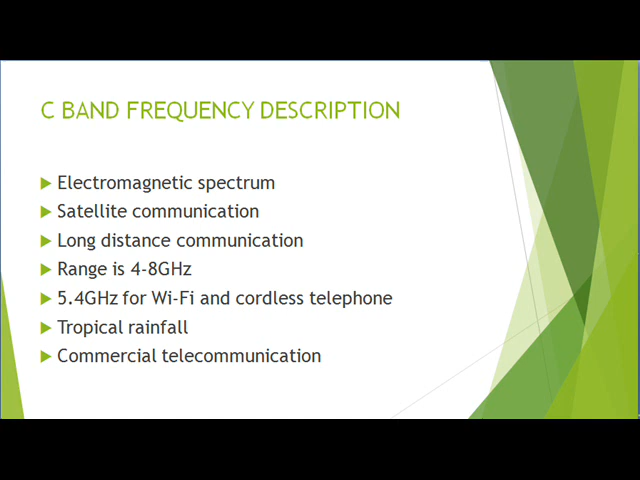 C BAND FREQUENCY DESCRIPTION
Electromagnetic spectrum
Satellite communication
Long distance communication
Range is 4-8GHz
5.4GHz for Wi-Fi and cordless telephone
Tropical rainfall
Commercial telecommunication